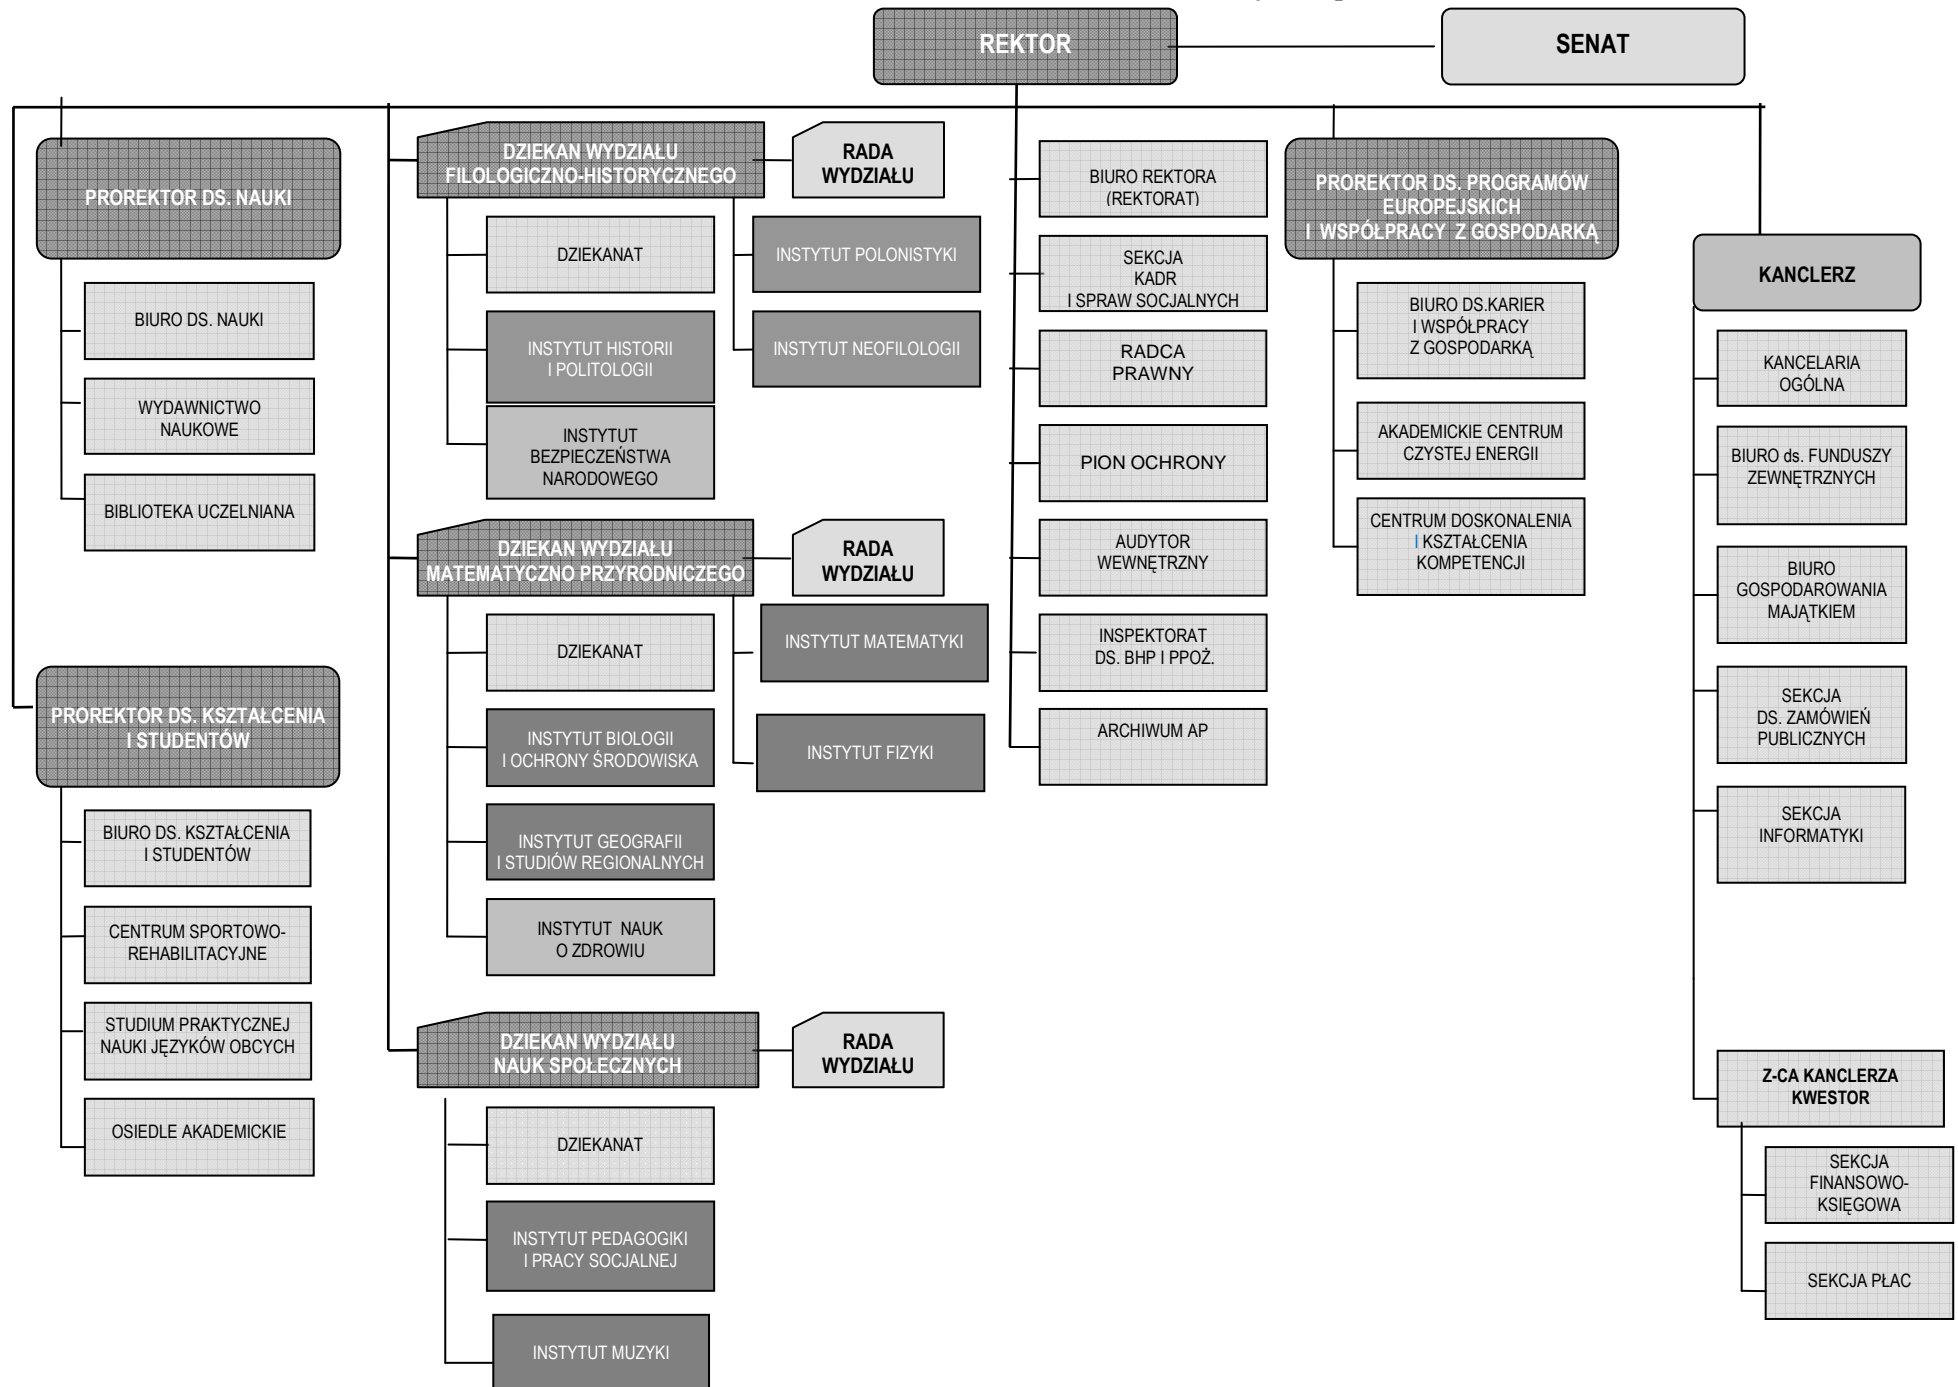 REKTOR
SENAT
PROREKTOR DS. NAUKI
BIURO DS. NAUKI
WYDAWNICTWO
NAUKOWE
BIBLIOTEKA UCZELNIANA
PROREKTOR DS. KSZTAŁCENIA
I STUDENTÓW
BIURO DS. KSZTAŁCENIA
I STUDENTÓW
CENTRUM SPORTOWO-
REHABILITACYJNE
STUDIUM PRAKTYCZNEJ
NAUKI JĘZYKÓW OBCYCH
OSIEDLE AKADEMICKIE
DZIEKAN WYDZIAŁU
FILOLOGICZNO-HISTORYCZNEGO
RADA
WYDZIAŁU
DZIEKANAT
INSTYTUT HISTORII
I POLITOLOGII
INSTYTUT
BEZPIECZEŃSTWA
NARODOWEGO
INSTYTUT POLONISTYKI
INSTYTUT NEOFILOLOGII
DZIEKAN WYDZIAŁU
MATEMATYCZNO PRZYRODNICZEGO
RADA
WYDZIAŁU
DZIEKANAT
INSTYTUT BIOLOGII
I OCHRONY ŚRODOWISKA
INSTYTUT GEOGRAFII
I STUDIÓW REGIONALNYCH
INSTYTUT NAUK
O ZDROWIU
INSTYTUT MATEMATYKI
INSTYTUT FIZYKI
DZIEKAN WYDZIAŁU
NAUK SPOŁECZNYCH
RADA
WYDZIAŁU
DZIEKANAT
INSTYTUT PEDAGOGIKI
I PRACY SOCJALNEJ
INSTYTUT MUZYKI
BIURO REKTORA
(REKTORAT)
SEKCJA
KADR
I SPRAW SOCJALNYCH
RADCA
PRAWNY
PION OCHRONY
AUDYTOR
WEWNĘTRZNY
INSPEKTORAT
DS. BHP I PPOŻ.
ARCHIWUM AP
PROREKTOR DS. PROGRAMÓW
EUROPEJSKICH
I WSPÓŁPRACY Z GOSPODARKĄ
BIURO DS.KARIER
I WSPÓŁPRACY
Z GOSPODARKĄ
AKADEMICKIE CENTRUM
CZYSTEJ ENERGII
CENTRUM DOSKONALENIA
I KSZTAŁCENIA
KOMPETENCJI
KANCLERZ
KANCELARIA
OGÓLNA
BIURO ds. FUNDUSZY
ZEWNĘTRZNYCH
BIURO
GOSPODAROWANIA
MAJĄTKIEM
SEKCJA
DS. ZAMÓWIEŃ
PUBLICZNYCH
SEKCJA
INFORMATYKI
Z-CA KANCLERZA
KWESTOR
SEKCJA
FINANSOWO-
KSIĘGOWA
SEKCJA PŁAC